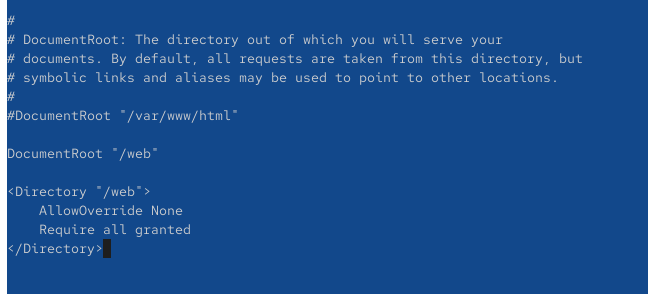 #
# DocumentRoot: The directory out of which you will serve your
# documents. By default, all requests are taken from this directory, but
# symbolic links and aliases may be used to point to other locations.
#
#DocumentRoot "/var/www/html"
DocumentRoot "/web"
<Directory "/web">
    AllowOverride None
    Require all granted
</Directory>